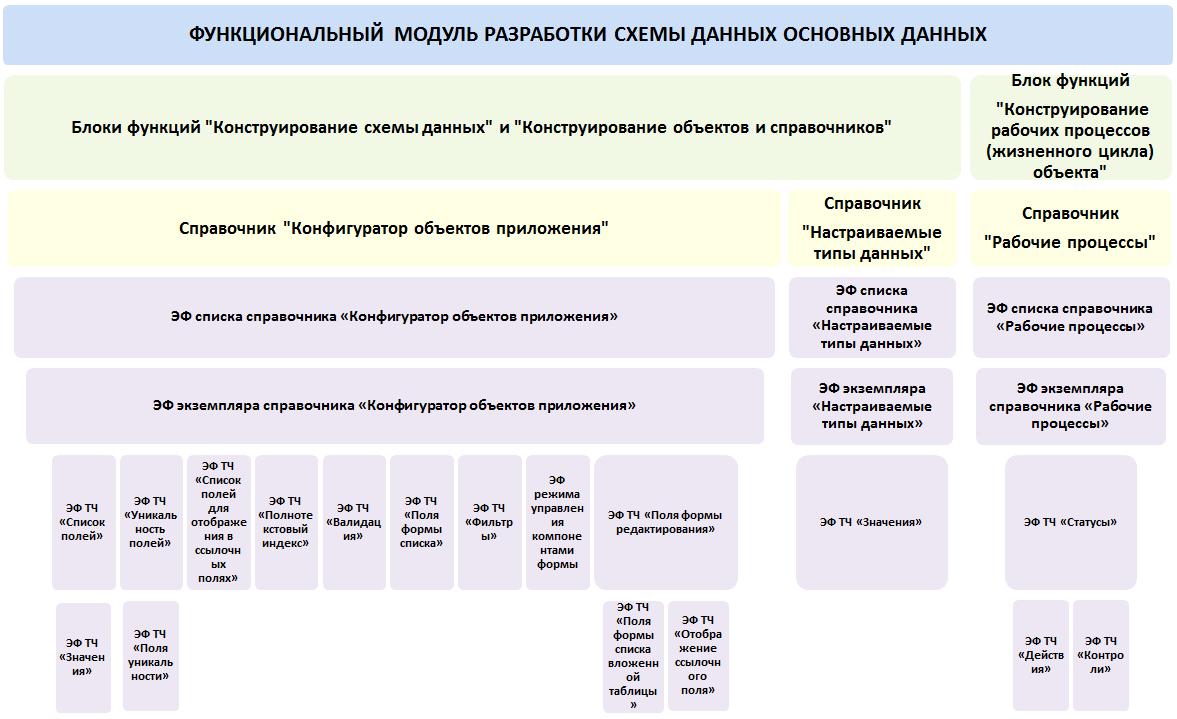 ФУНКЦИОНАЛЬНЫЙ МОДУЛЬ РАЗРАБОТКИ СХЕМЫ ДАННЫХ ОСНОВНЫХ ДАННЫХ
Блоки функций "Конструирование схемы данных" и "Конструирование объектов и справочников"
Блок функций
"Конструирование
рабочих процессов
(жизненного цикла)
объекта"
Справочник "Конфигуратор объектов приложения"
Справочник
"Настраиваемые
типы данных"
Справочник
"Рабочие процессы"
ЭФ списка справочника «Конфигуратор объектов приложения»
ЭФ списка
справочника
«Настраиваемые
типы данных»
ЭФ списка справочника
«Рабочие процессы»
ЭФ экземпляра справочника «Конфигуратор объектов приложения»
ЭФ экземпляра
«Настраиваемые
типы данных»
ЭФ экземпляра
справочника «Рабочие
процессы»
ЭФ ТЧ
«Список
полей»
ЭФ ТЧ
«Уникаль
ность
полей»
ЭФ ТЧ
«Список
полей
для
отображе
ния в
ссылочн
ых
полях»
ЭФ ТЧ
«Полноте
кстовый
индекс»
ЭФ ТЧ
«Валидац
ия»
ЭФ ТЧ
«Поля
формы
списка»
ЭФ ТЧ
«Фильтр
ы»
ЭФ
режима
управлен
ия
компоне
нтами
формы
ЭФ ТЧ «Поля формы
редактирования»
ЭФ ТЧ «Значения»
ЭФ ТЧ «Статусы»
ЭФ ТЧ
«Значен
ия»
ЭФ ТЧ
«Поля
уникаль
ности»
ЭФ ТЧ
«Поля
формы
списка
вложенн
ой
таблицы
»
ЭФ ТЧ
«Отобра
жение
ссылочн
ого
поля»
ЭФ ТЧ
«Действ
ия»
ЭФ ТЧ
«Контро
ли»